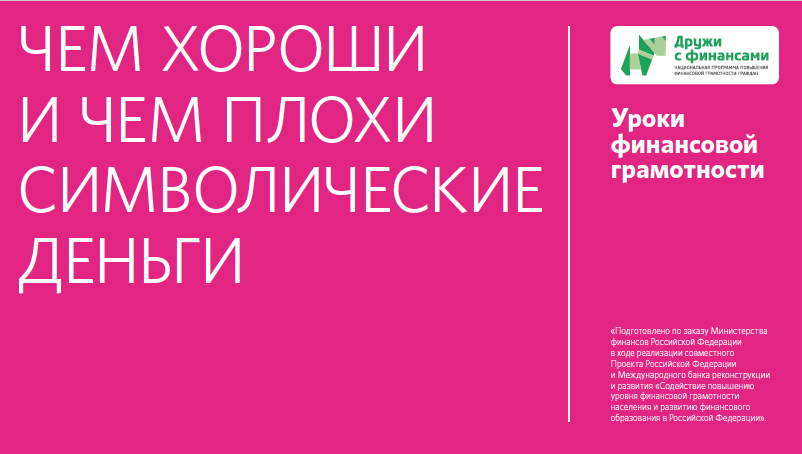 ЧЕМ ХОРОШИ
И ЧЕМ ПЛОХИ
СИМВОЛИЧЕСКИЕ
ДЕНЬГИ
Дружи
с финансами
НАЦИОНАЛЬНАЯ ПРОГРАММА ПОВЫШЕНИЯ
ФИНАНСОВОЙ ГРАМОТНОСТИ ГРАЖДАН
Уроки
финансовой
грамотности
«Подготовлено по заказу Министерства
финансов Российской Федерации
в ходе реализации совместного
Проекта Российской Федерации
и Международного банка реконструкции
и развития «Содействие повышению
уровня финансовой грамотности
населения и развитию финансового
образования в Российской Федерации».